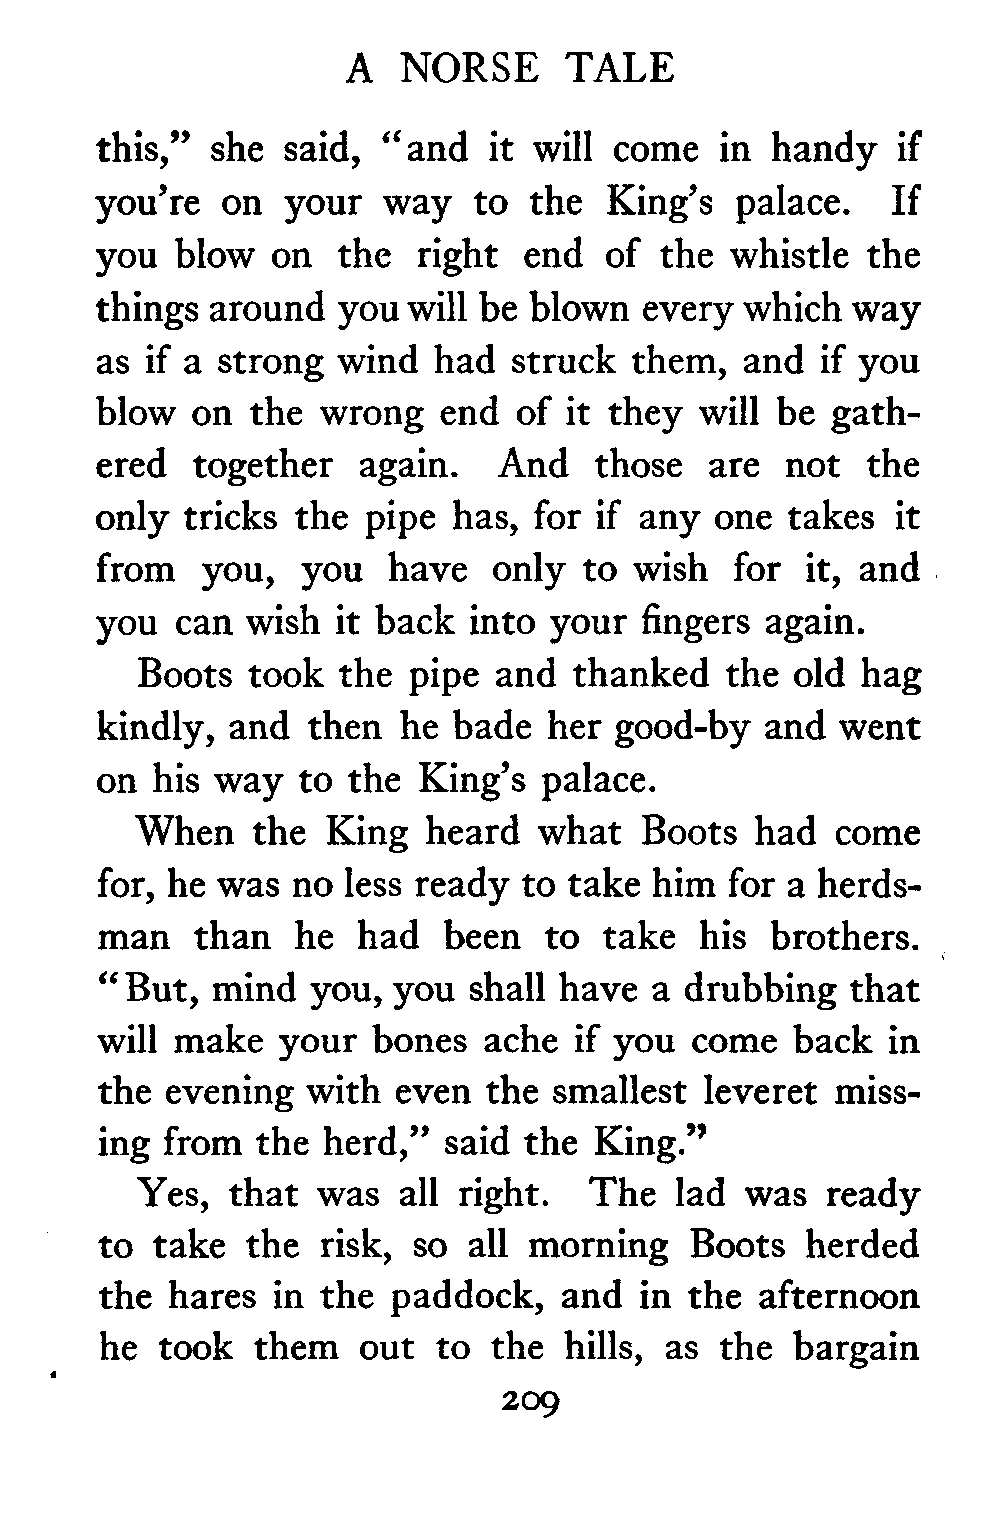 A NORSE TALE
this,” she said, “and it will come in handy if
you’re on your way to the King’s palace. If
you blow on the right end of the whistle the
things around you will be blown every which way
as if a strong wind had struck them, and if you
blow on the wrong end of it they will be gath-
ered together again. And those are not the
only tricks the pipe has, for if any one takes it
from you, you have only to wish for it, and
you can wish it back into your fingers again.
Boots took the pipe and thanked the old hag
kindly, and then he bade her good-by and went
on his way to the King’s palace.
When the King heard what Boots had come
for, he was no less ready to take him for a herds-
man than he had been to take his brothers.
“But, mind you, you shall have a drubbing that
will make your bones ache if you come back in
the evening with even the smallest leveret miss-
ing from the herd,” said the King.”
Yes, that was all right. The lad was ready
to take the risk, so all morning Boots herded
the hares in the paddock, and in the afternoon
he took them out to the hills, as the bargain
209